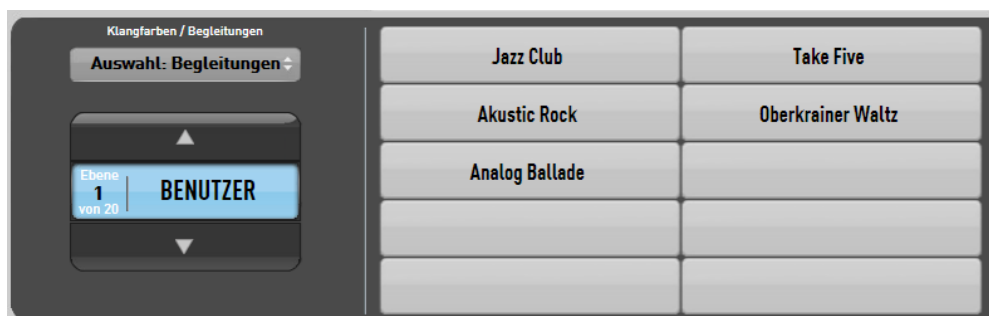 Klangfarben / Begleitungen
Auswahl: Begleitungen
Ebene
1
von 20
BENUTZER
Jazz Club
Take Five
Akustic Rock
Oberkrainer Waltz
Analog Ballade